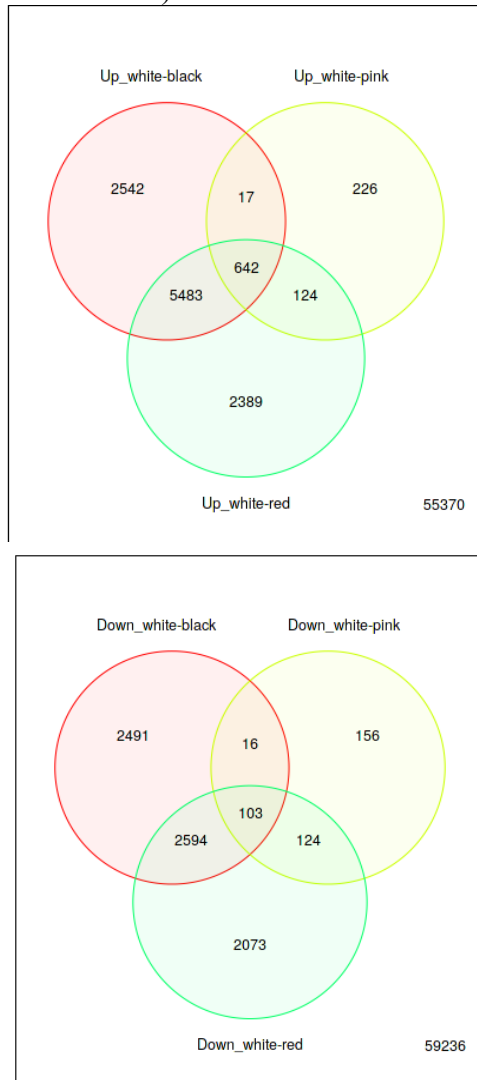 )
Up_white-black Up_white-pink
2542 17 226
642
5483 124
2389
Up_white-red 55370
Down_white-black Down_white-pink
2491 16 156
103
2594 124
2073
Down_white-red 59236